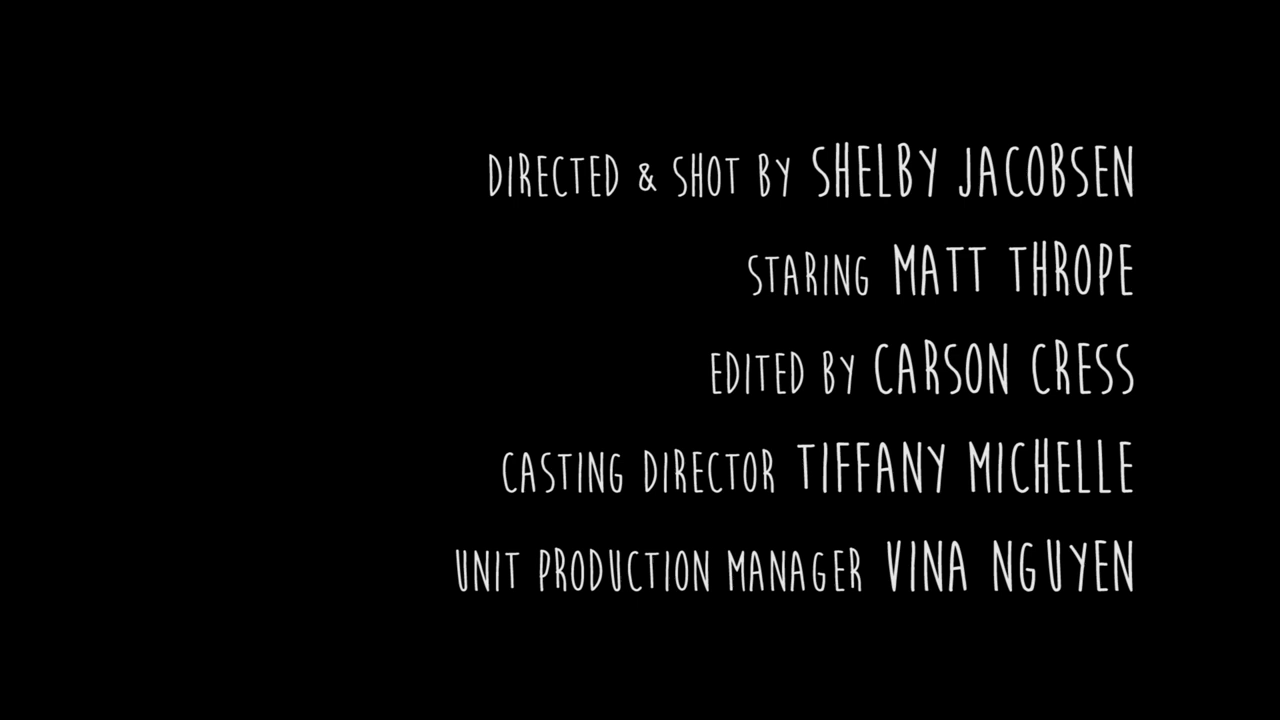 DIRECTED & SHOT BY SHELBY JACOBSEN
STARING MATT THROPE
EDITED BY CARSON CRESS
CASTING DIRECTOR TIFFANY MICHELLE
UNIT PRODUCTION MANAGER VINA NGUYEN